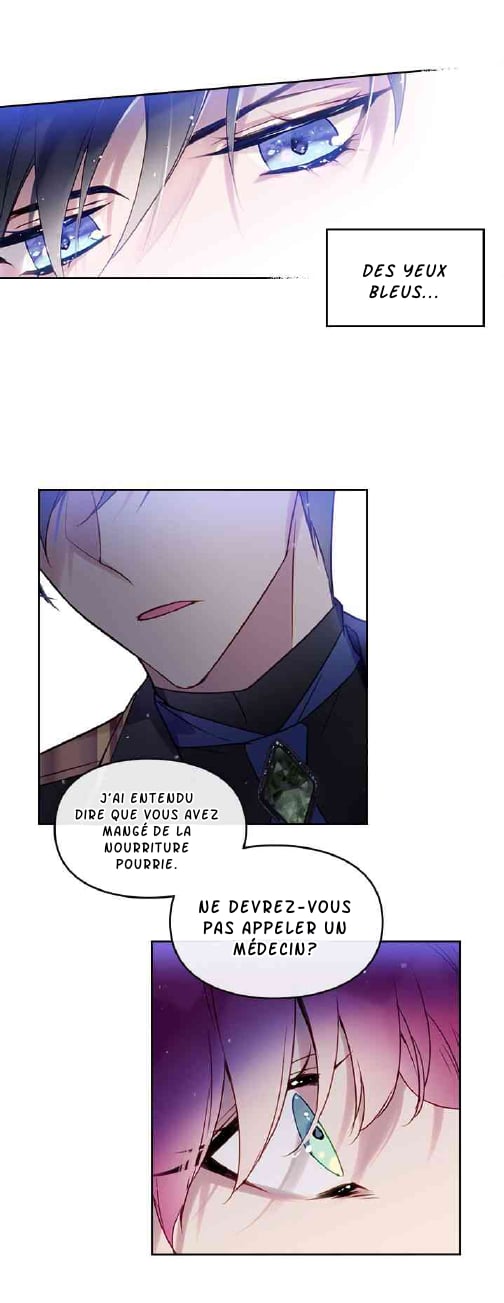 DES YEUX
BLEUS...
J'AI ENTENDU
DIRE QUE VOUS AVEZ
MANGÉ DE LA
NOURRITURE
POURRIE.
NE DEVREZ-VOUS
PAS APPELER UN
MÉDECIN?